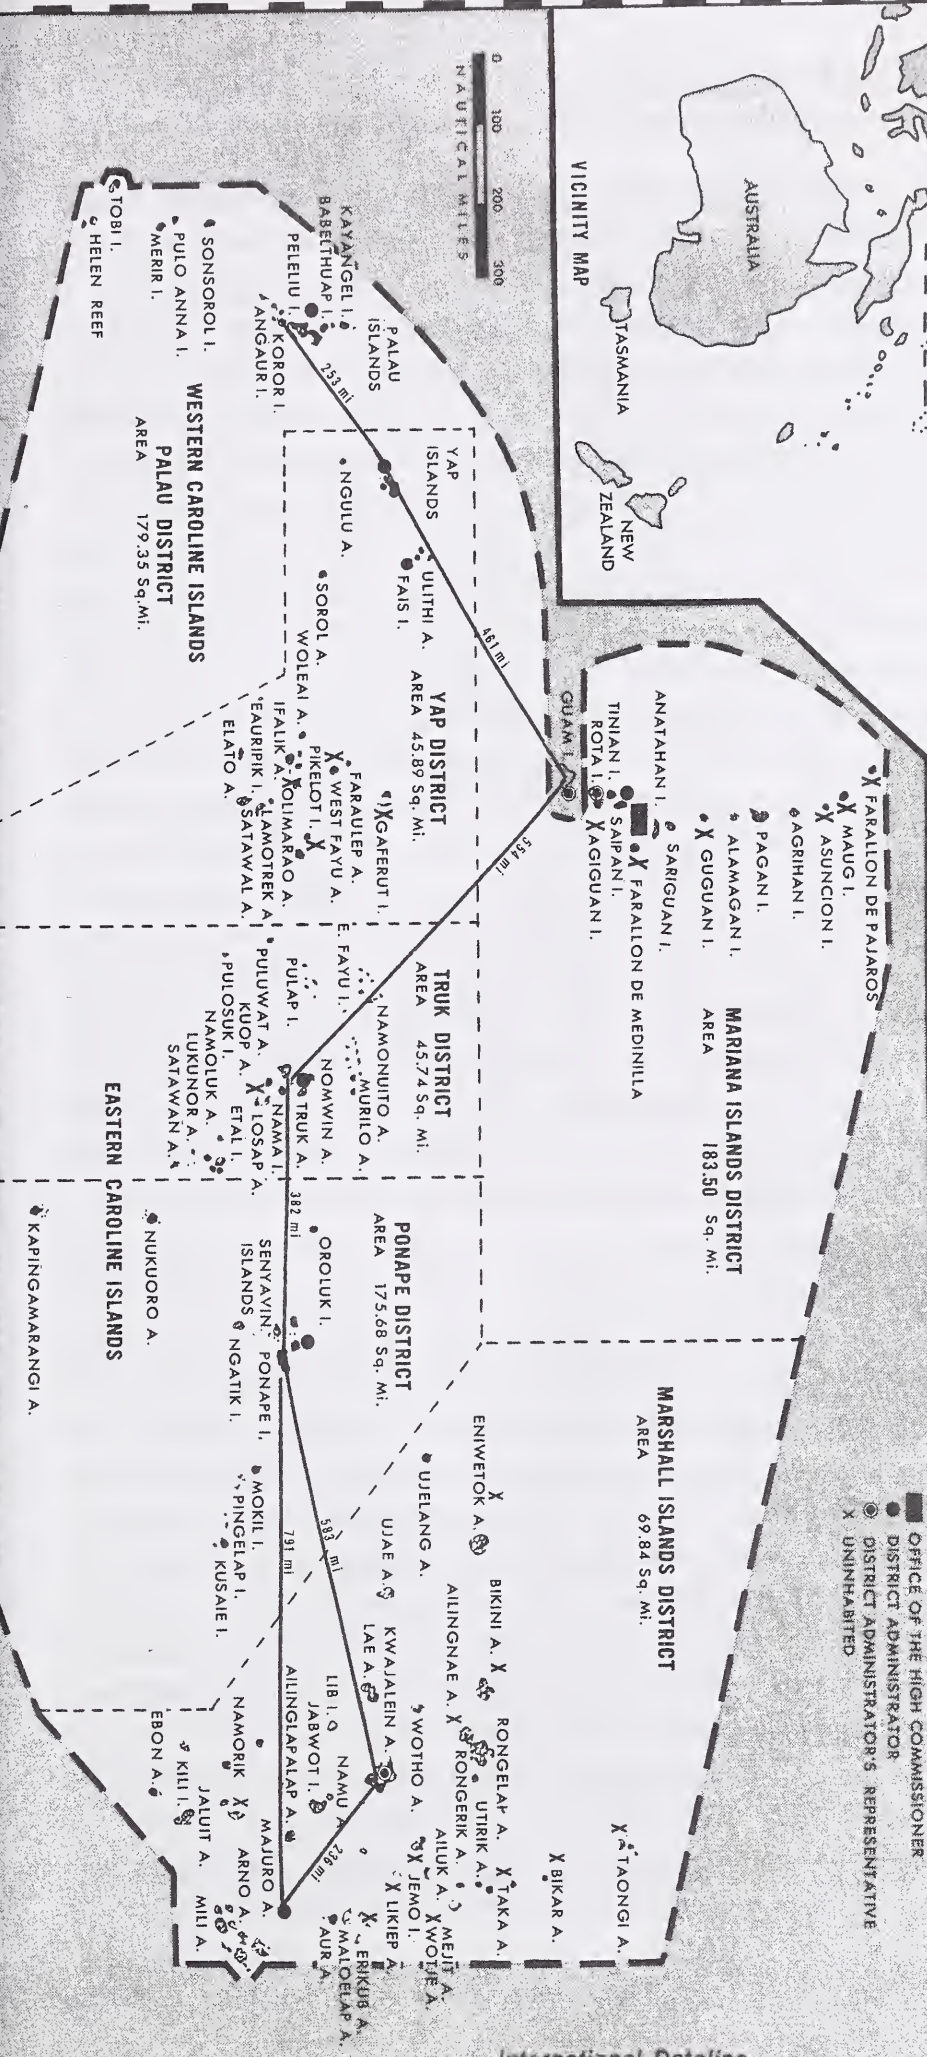 OFFICE OF THE HIGH COMMISSIONER
DISTRICT ADMINISTRATOR
DISTRICT ADMINISTRATOR'S REPRESENTATIVE
X UNINHABITED
AUSTRALIA
TASMANIA
NEW
ZEALAND
VICINITY MAP
0 100 200 300
NAUTICAL MILES
X FARALLON DE PAJAROS
X MAUG I.
X ASUNCION I.
AGRIHAN I.
PAGAN I.
ALAMAGAN I.
X GUGUAN I.
SARIGUAN I.
ANATAHAN I.
X FARALLON DE MEDINILLA
SAIPAN I.
TINIAN I.
X AGIGUAN I.
ROTA I.
GUAM I.
MARIANA ISLANDS DISTRICT
AREA 183.50 Sq. Mi.
MARSHALL ISLANDS DISTRICT
AREA 69.84 Sq. Mi.
X TAONGI A.
X BIKAR A.
X
ENIWETOK A.
BIKINI A. X
RONGELAP A.
X TAKA A.
UTIRIK A.
AILINGNAE A. X
RONGERIK A.
MEJIT A.
AILUK A.
X WOTJE A.
UJELANG A.
WOTHO A.
X JEMO I.
X LIKIEP A.
UJAE A.
KWAJALEIN A.
LAE A.
X ERIKUB A.
MALOELAP A.
AUR A.
LIB I.
NAMU A
JABWOT I.
AILINGLAPALAP A.
MAJURO A.
ARNO A.
NAMORIK X
JALUIT A.
MILI A.
KILI I.
EBON A.
KAYANGEL I.
BABELTHUAP I.
PALAU
ISLANDS
PELELIU I.
KOROR I.
ANGAUR I.
SONSOROL I.
PULO ANNA I.
MERIR I.
TOBI I.
HELEN REEF
WESTERN CAROLINE ISLANDS
PALAU DISTRICT
AREA 179.35 Sq.Mi.
253 mi
461 mi
554 mi
382 mi
583 mi
791 mi
236 mi
YAP
ISLANDS
NGULU A.
ULITHI A.
FAIS I.
SOROL A.
YAP DISTRICT
AREA 45.89 Sq. Mi.
X GAFERUT I.
FARAULEP A.
X WEST FAYU A.
PIKELOT I. X
WOLEAI A.
X OLIMARAO A.
IFALIK A.
LAMOTREK A
EAURIPIK I.
SATAWAL A.
ELATO A.
TRUK DISTRICT
AREA 45.74 Sq. Mi.
NAMONUITO A.
MURILO A.
E. FAYU I.
NOMWIN A.
PULAP I.
TRUK A.
NAMA I.
PULUWAT A.
X LOSAP A.
KUOP A.
ETAL I.
PULOSUK I.
NAMOLUK A.
LUKUNOR A.
SATAWAN A.
EASTERN CAROLINE ISLANDS
PONAPE DISTRICT
AREA 175.68 Sq. Mi.
OROLUK I.
SENYAVIN
ISLANDS
PONAPE I.
NGATIK I.
MOKIL I.
PINGELAP I.
KUSAIE I.
NUKUORO A.
KAPINGAMARANGI A.
International Dateline